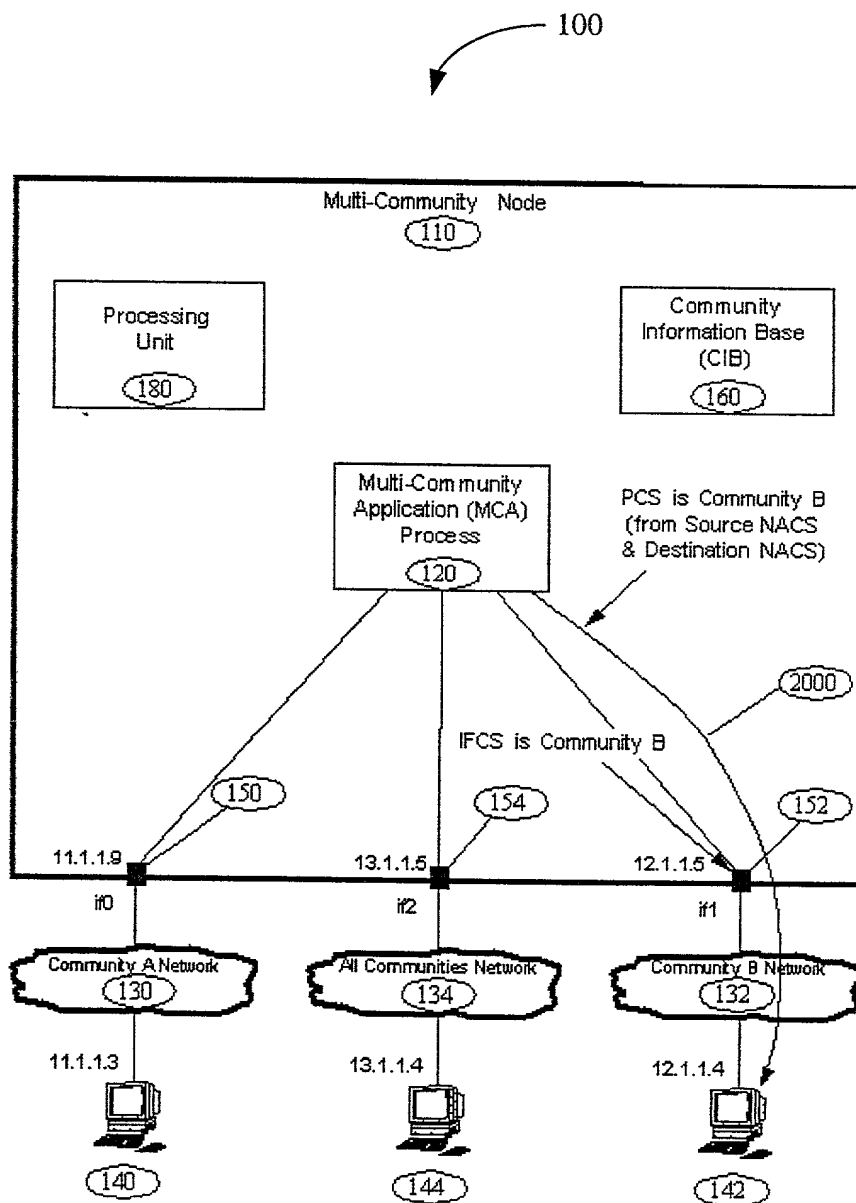 100
Multi-Community Node
110
Processing
Unit
180
Community
Information Base
(CIB)
160
Multi-Community
Application (MCA)
Process
120
PCS is Community B
(from Source NACS
& Destination NACS)
2000
IFCS is Community B
150
154
152
11.1.1.9
13.1.1.5
12.1.1.5
if0
if2
if1
Community A Network
130
All Communities Network
134
Community B Network
132
11.1.1.3
13.1.1.4
12.1.1.4
140
144
142